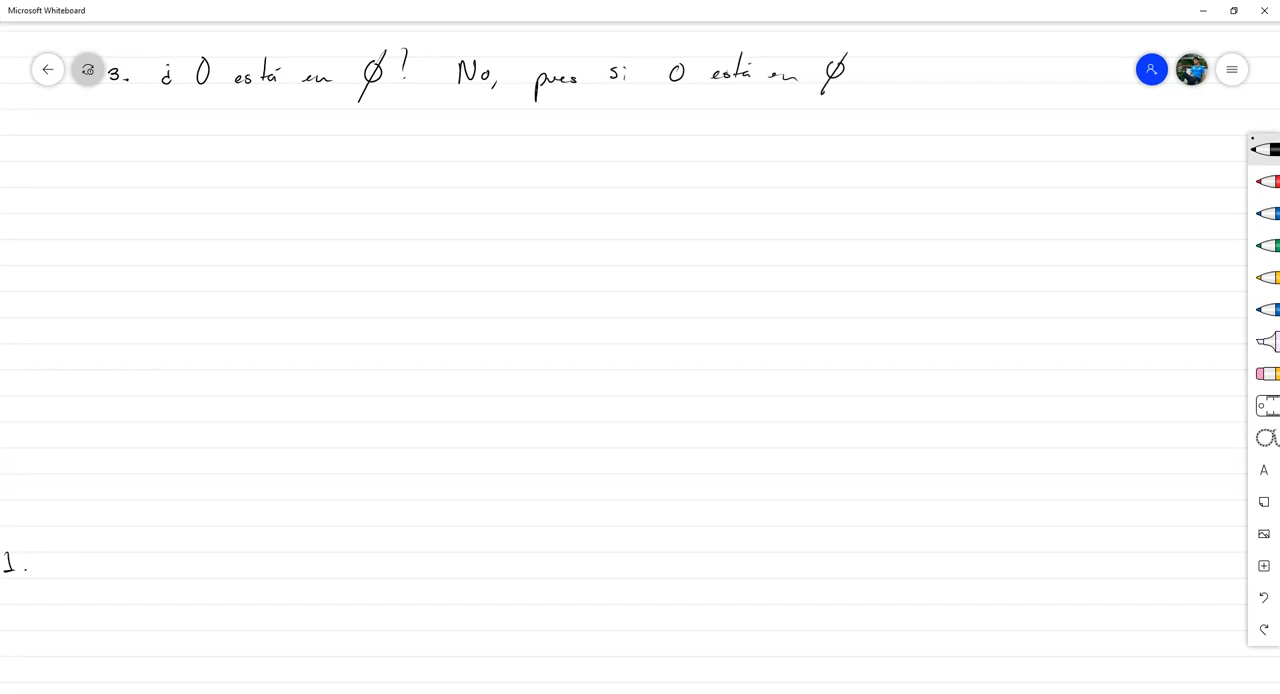 Microsoft Whiteboard
3. ¿ 0 está en ∅? No, pues si 0 está en ∅
1.
A